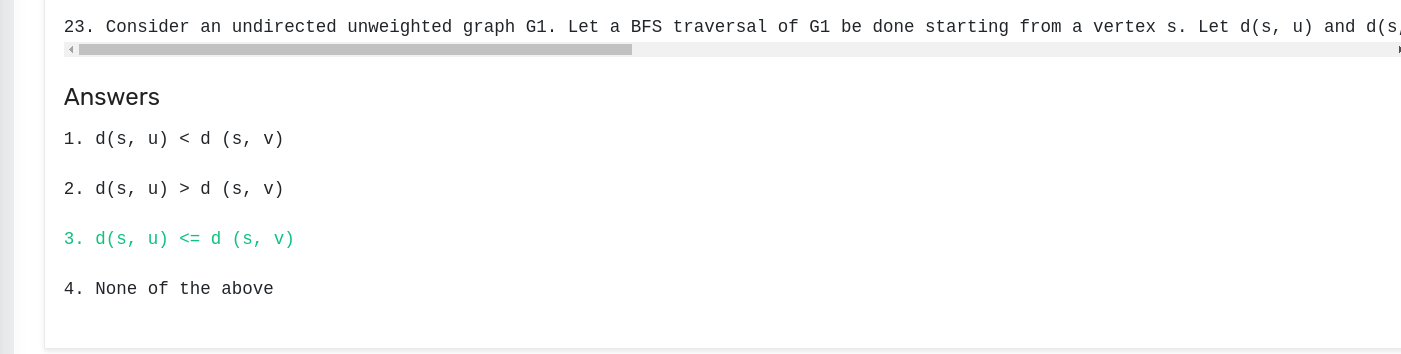 23. Consider an undirected unweighted graph G1. Let a BFS traversal of G1 be done starting from a vertex s. Let d(s, u) and d(s,
Answers
1. d(s, u) < d (s, v)
2. d(s, u) > d (s, v)
3. d(s, u) <= d (s, v)
4. None of the above